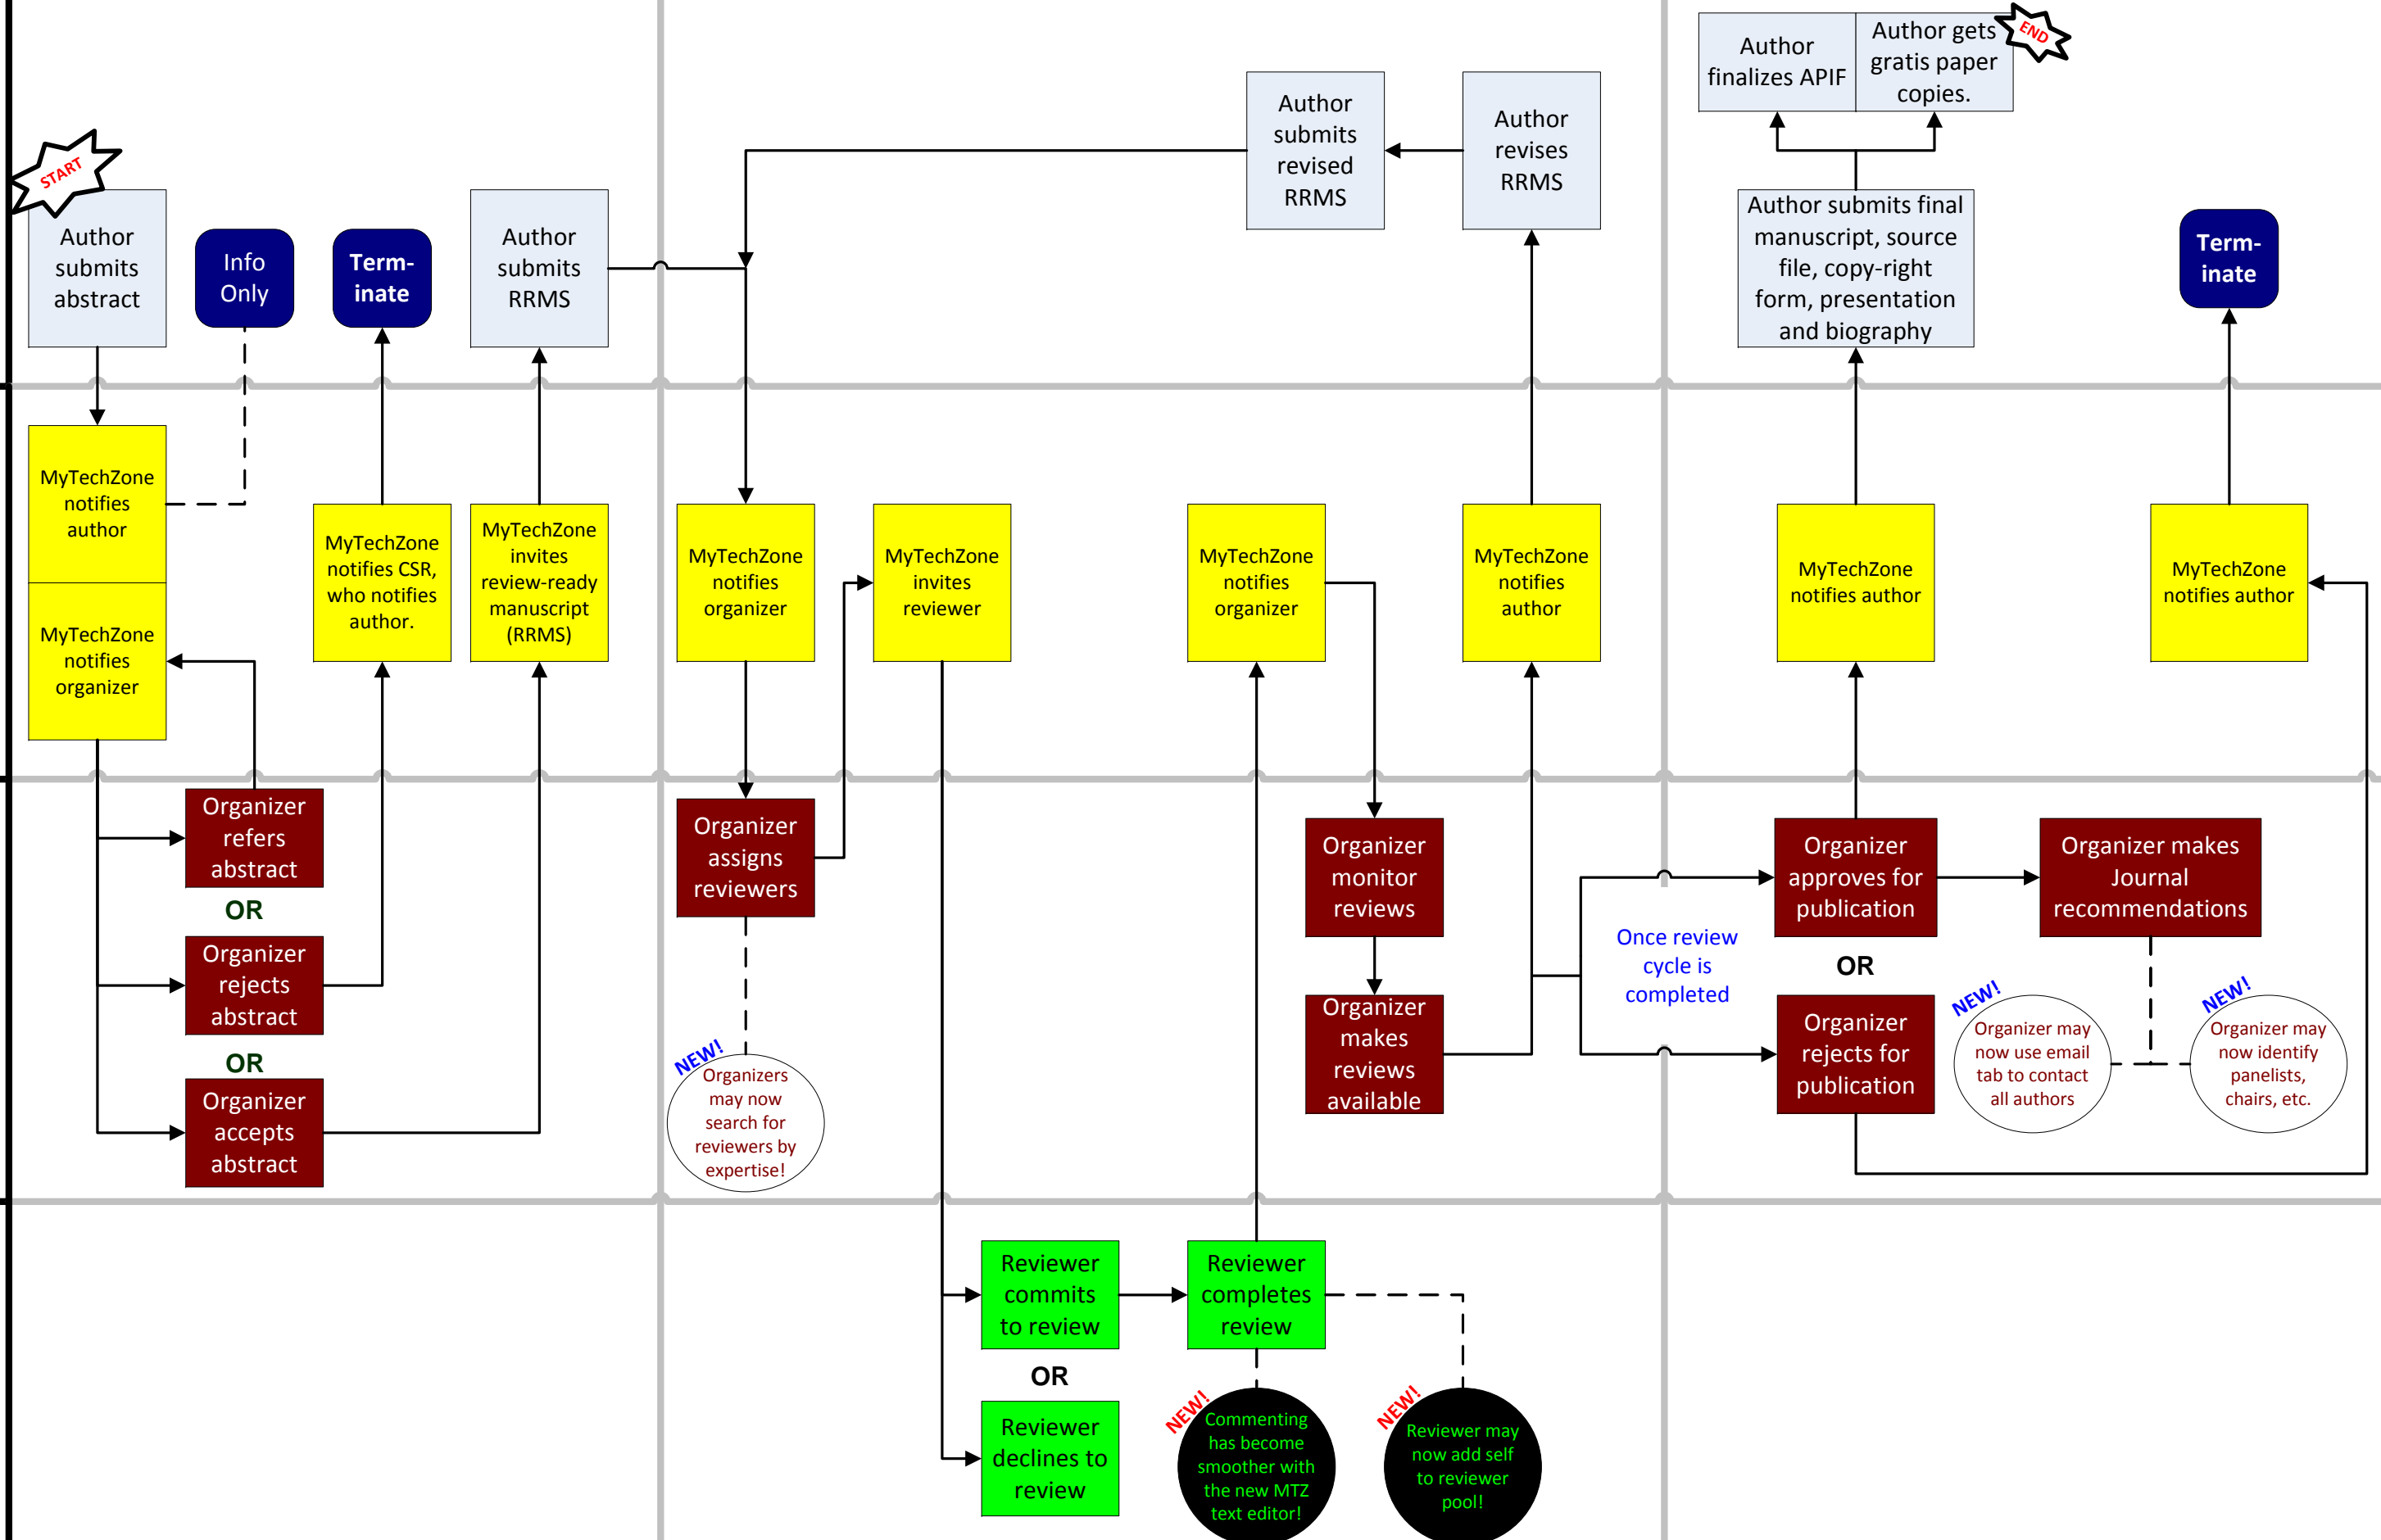 START
Author
submits
abstract
Info
Only
Term-
inate
Author
submits
RRMS
Author
submits
revised
RRMS
Author
revises
RRMS
Author
finalizes APIF
Author gets
gratis paper
copies.
END
Author submits final
manuscript, source
file, copy-right
form, presentation
and biography
Term-
inate
MyTechZone
notifies
author
MyTechZone
notifies
organizer
MyTechZone
notifies CSR,
who notifies
author.
MyTechZone
invites
review-ready
manuscript
(RRMS)
MyTechZone
notifies
organizer
MyTechZone
invites
reviewer
MyTechZone
notifies
organizer
MyTechZone
notifies
author
MyTechZone
notifies author
MyTechZone
notifies author
Organizer
refers
abstract
OR
Organizer
rejects
abstract
OR
Organizer
accepts
abstract
Organizer
assigns
reviewers
NEW!
Organizers
may now
search for
reviewers by
expertise!
Organizer
monitor
reviews
Organizer
makes
reviews
available
Once review
cycle is
completed
Organizer
approves for
publication
OR
Organizer
rejects for
publication
Organizer makes
Journal
recommendations
NEW!
Organizer may
now use email
tab to contact
all authors
NEW!
Organizer may
now identify
panelists,
chairs, etc.
Reviewer
commits
to review
OR
Reviewer
declines to
review
Reviewer
completes
review
NEW!
Commenting
has become
smoother with
the new MTZ
text editor!
NEW!
Reviewer may
now add self
to reviewer
pool!